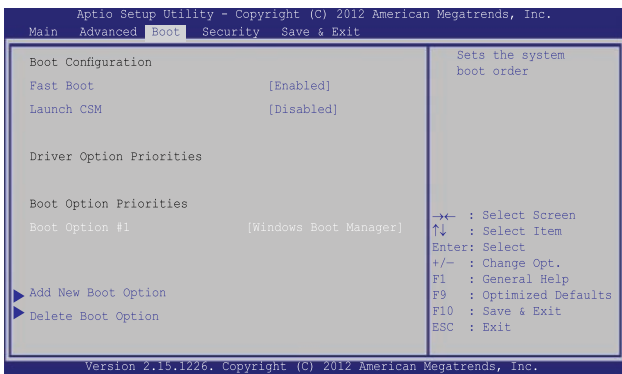 Aptio Setup Utility - Copyright (C) 2012 American Megatrends, Inc.
Main Advanced Boot Security Save & Exit
Boot Configuration
Fast Boot [Enabled]
Launch CSM [Disabled]
Driver Option Priorities
Boot Option Priorities
Boot Option #1 [Windows Boot Manager]
Add New Boot Option
Delete Boot Option
Sets the system
boot order
→← : Select Screen
↑↓ : Select Item
Enter: Select
+/— : Change Opt.
F1 : General Help
F9 : Optimized Defaults
F10 : Save & Exit
ESC : Exit
Version 2.15.1226. Copyright (C) 2012 American Megatrends, Inc.